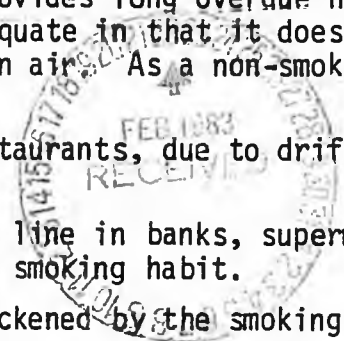 provides long overdue
quate in that it does
n air. As a non-smok
FEB 1983
taurants, due to drif
RECEIVED
line in banks, super
smoking habit.
ckened by the smoking